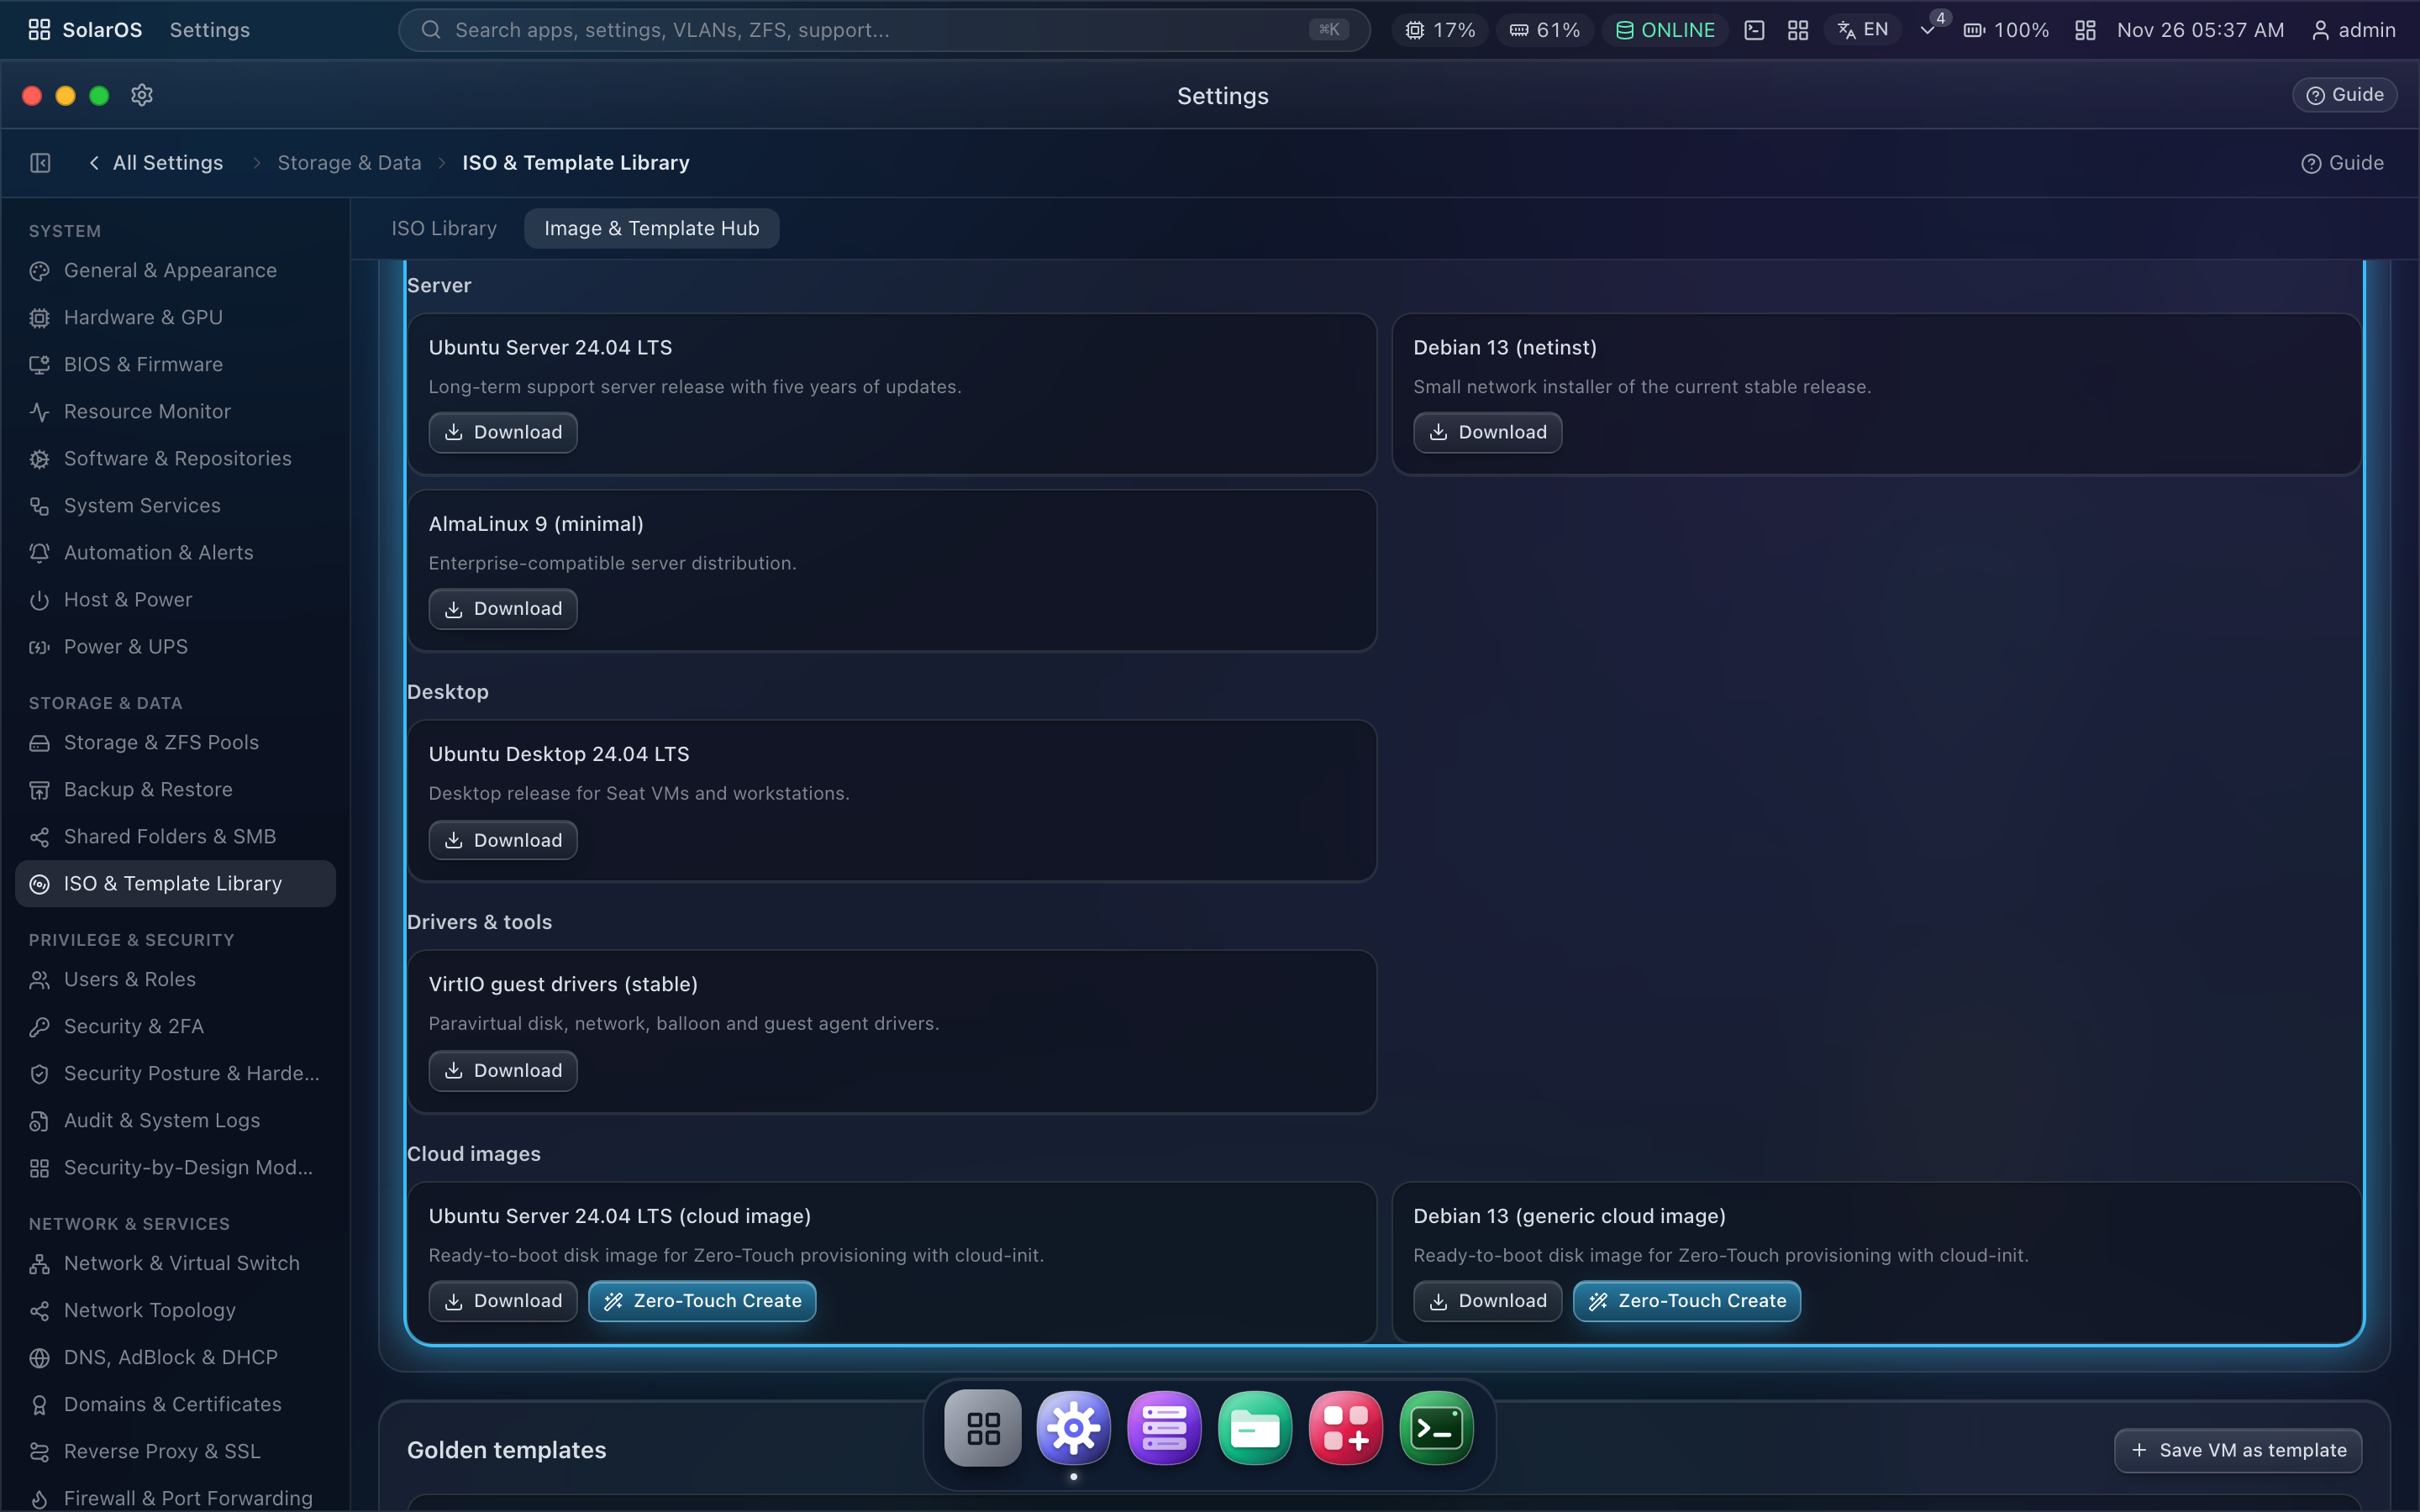 SolarOS Settings Search apps, settings, VLANs, ZFS, support... ⌘K 17% 61% ONLINE EN 4 100% Nov 26 05:37 AM admin
Settings Guide
All Settings Storage & Data ISO & Template Library Guide
ISO Library Image & Template Hub
SYSTEM
General & Appearance
Hardware & GPU
BIOS & Firmware
Resource Monitor
Software & Repositories
System Services
Automation & Alerts
Host & Power
Power & UPS
STORAGE & DATA
Storage & ZFS Pools
Backup & Restore
Shared Folders & SMB
ISO & Template Library
PRIVILEGE & SECURITY
Users & Roles
Security & 2FA
Security Posture & Harde...
Audit & System Logs
Security-by-Design Mod...
NETWORK & SERVICES
Network & Virtual Switch
Network Topology
DNS, AdBlock & DHCP
Domains & Certificates
Reverse Proxy & SSL
Firewall & Port Forwarding
Server
Ubuntu Server 24.04 LTS
Long-term support server release with five years of updates.
Download
Debian 13 (netinst)
Small network installer of the current stable release.
Download
AlmaLinux 9 (minimal)
Enterprise-compatible server distribution.
Download
Desktop
Ubuntu Desktop 24.04 LTS
Desktop release for Seat VMs and workstations.
Download
Drivers & tools
VirtIO guest drivers (stable)
Paravirtual disk, network, balloon and guest agent drivers.
Download
Cloud images
Ubuntu Server 24.04 LTS (cloud image)
Ready-to-boot disk image for Zero-Touch provisioning with cloud-init.
Download Zero-Touch Create
Debian 13 (generic cloud image)
Ready-to-boot disk image for Zero-Touch provisioning with cloud-init.
Download Zero-Touch Create
Golden templates Save VM as template